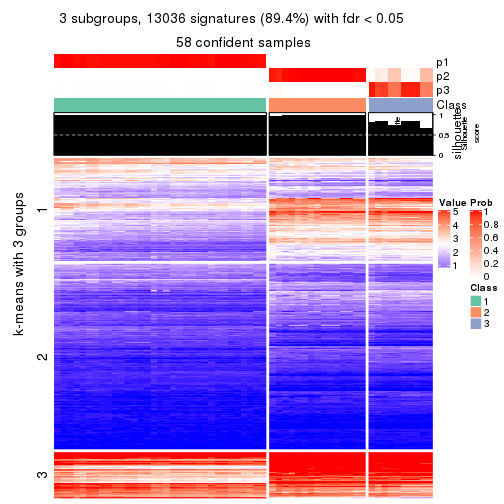 3 subgroups, 13036 signatures (89.4%) with fdr < 0.05
58 confident samples
p1
p2
p3
Class
1
0.5
0
silhouette
Silhouette
score
k-means with 3 groups
1
2
3
Value
5
4
3
2
1
Prob
1
0.8
0.6
0.4
0.2
0
Class
1
2
3